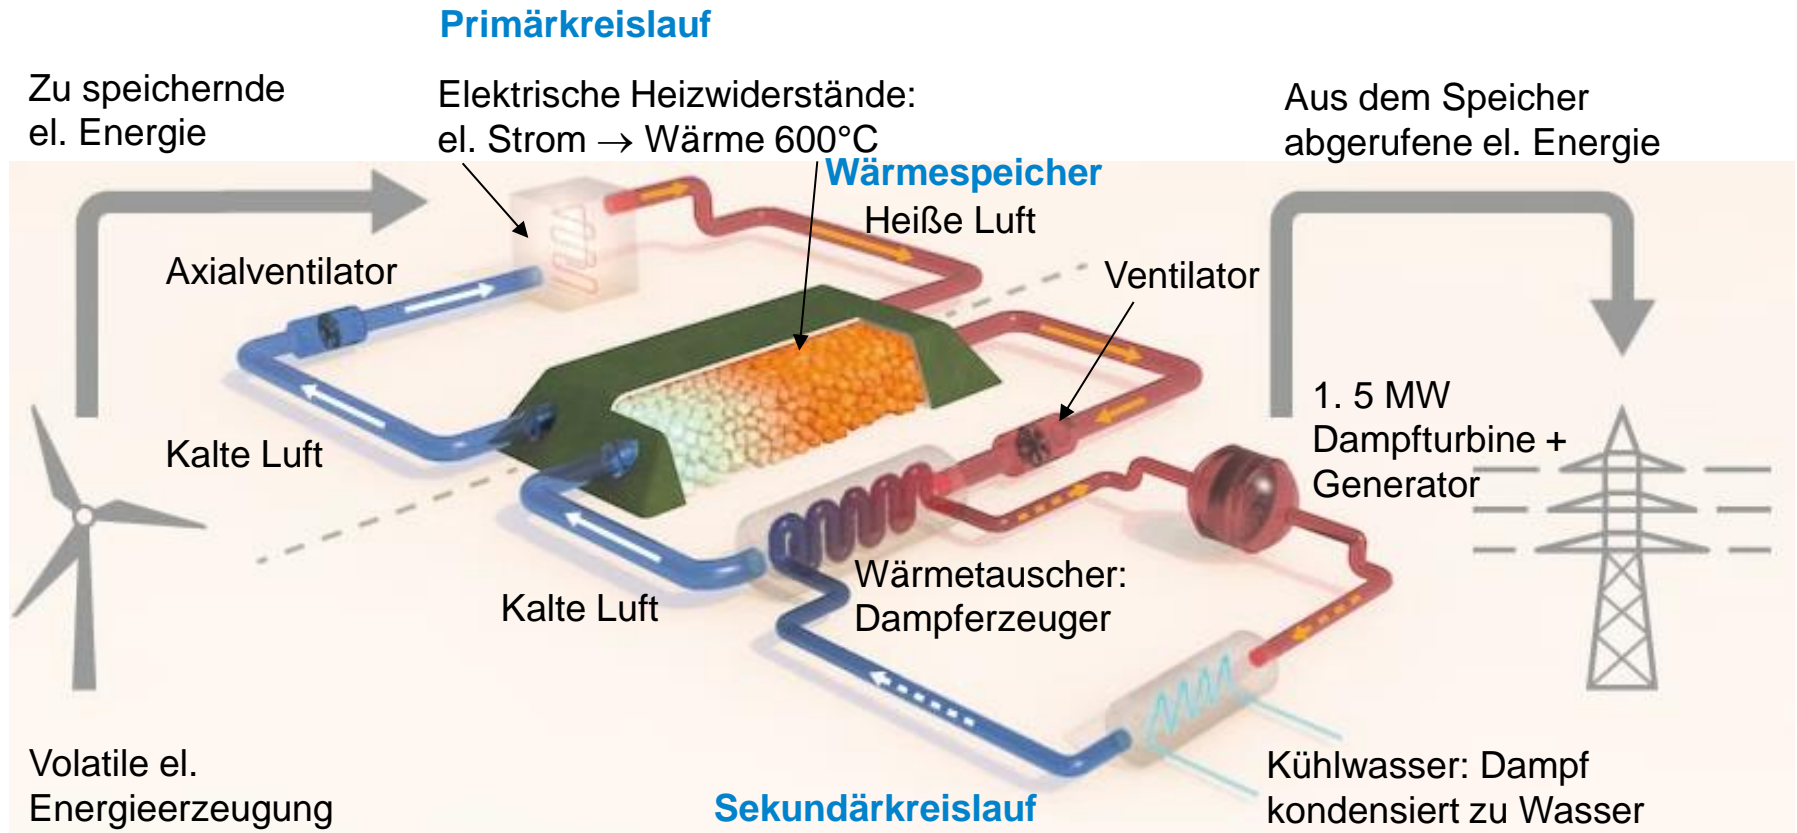 Primärkreislauf
Zu speichernde
el. Energie
Elektrische Heizwiderstände:
el. Strom → Wärme 600°C
Aus dem Speicher
abgerufene el. Energie
Wärmespeicher
Heiße Luft
Axialventilator
Ventilator
1. 5 MW
Dampfturbine +
Generator
Kalte Luft
Wärmetauscher:
Dampferzeuger
Kalte Luft
Volatile el.
Energieerzeugung
Sekundärkreislauf
Kühlwasser: Dampf
kondensiert zu Wasser